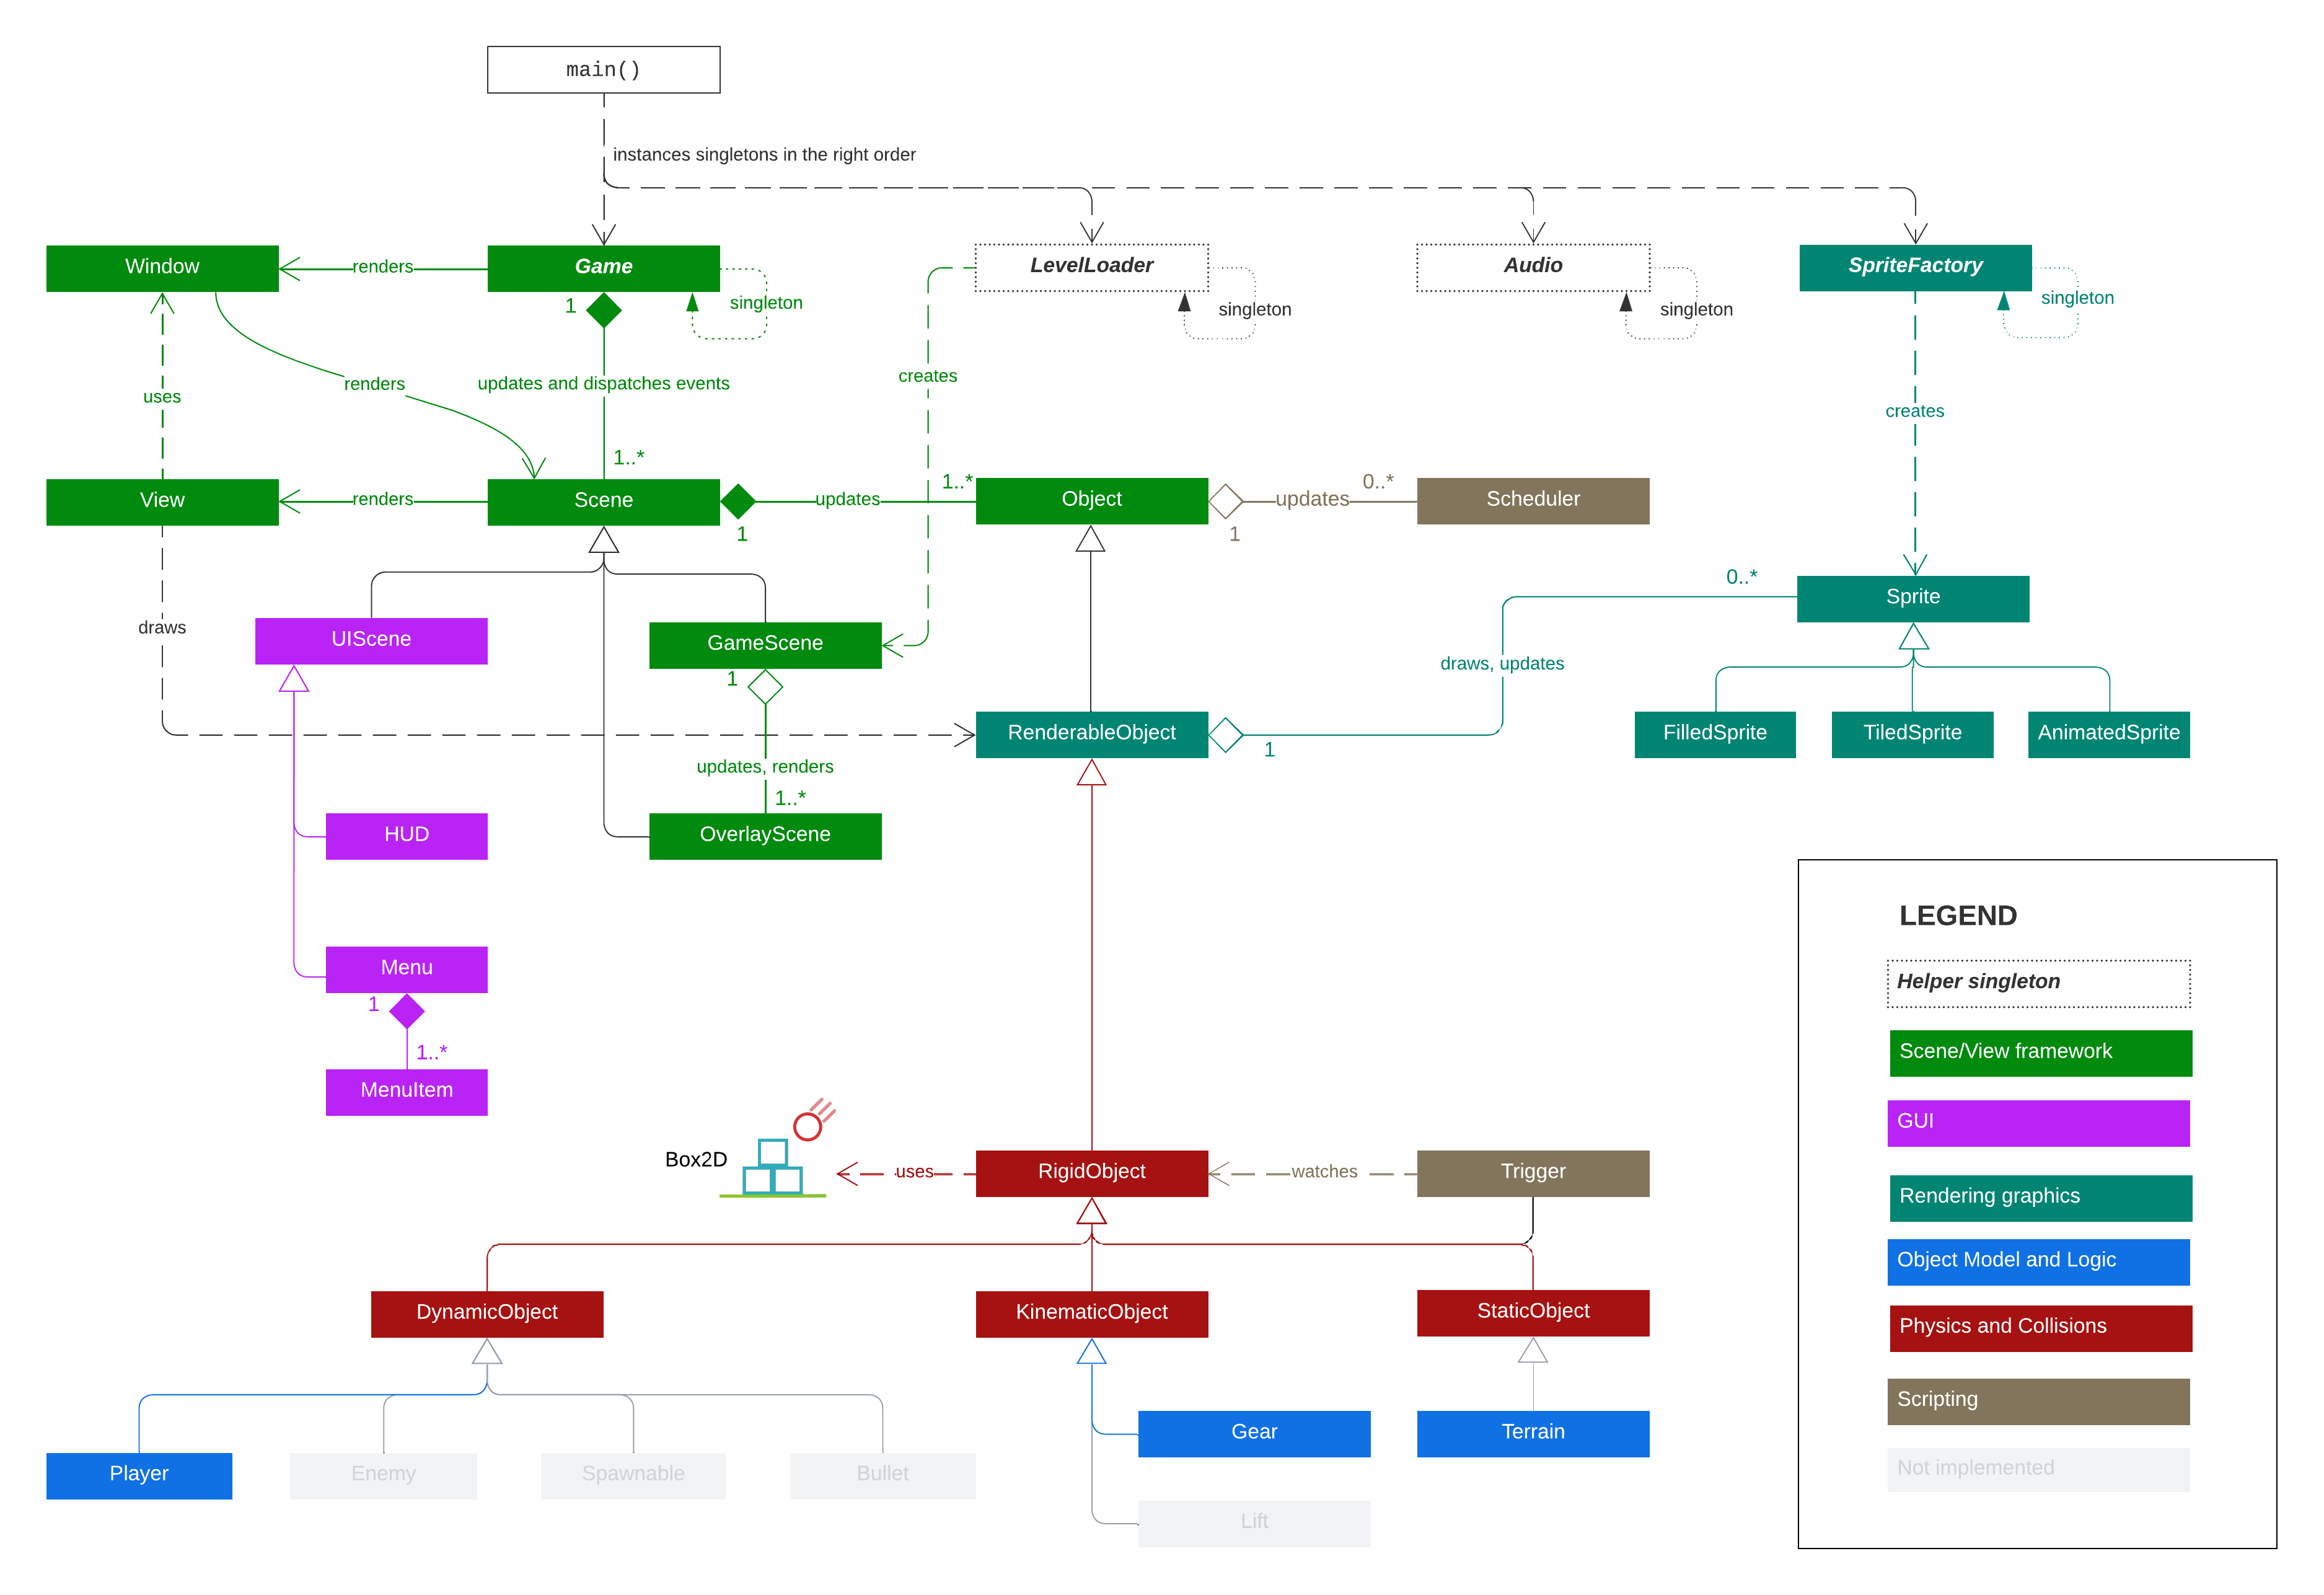 main()
instances singletons in the right order
Window
renders
Game
singleton
LevelLoader
singleton
Audio
singleton
SpriteFactory
singleton
1
uses
renders
updates and dispatches events
creates
creates
1..*
View
renders
Scene
updates
1..*
1
Object
updates
0..*
1
Scheduler
0..*
Sprite
draws
UIScene
GameScene
1
draws, updates
RenderableObject
1
FilledSprite
TiledSprite
AnimatedSprite
updates, renders
1..*
HUD
OverlayScene
Menu
1
1..*
MenuItem
Box2D
uses
RigidObject
watches
Trigger
DynamicObject
KinematicObject
StaticObject
Player
Enemy
Spawnable
Bullet
Gear
Terrain
Lift
LEGEND
Helper singleton
Scene/View framework
GUI
Rendering graphics
Object Model and Logic
Physics and Collisions
Scripting
Not implemented